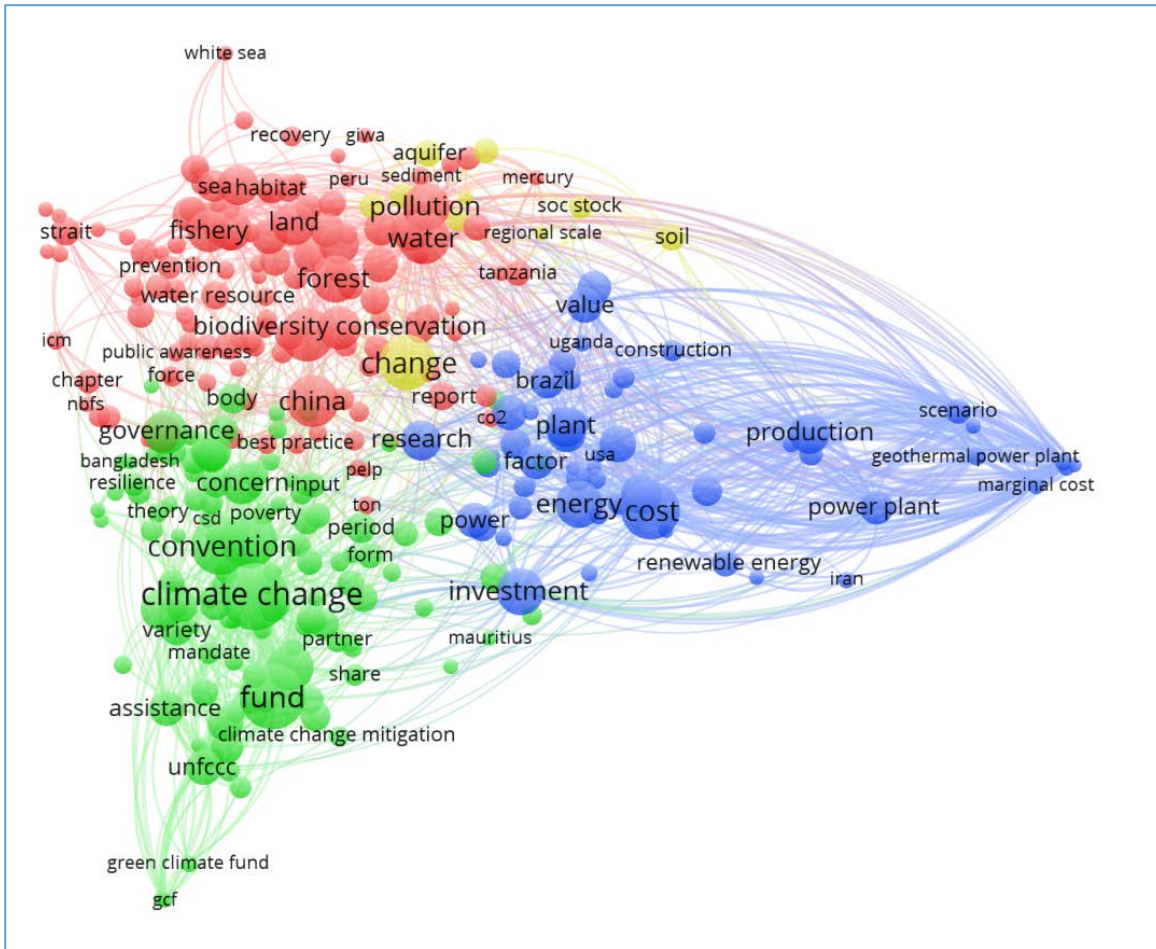 white sea
recovery
giwa
aquifer
sediment
sea
habitat
peru
mercury
pollution
soc stock
strait
fishery
land
water
regional scale
soil
prevention
forest
tanzania
water resource
value
icm
biodiversity conservation
public awareness
uganda
construction
chapter
force
change
brazil
nbfs
body
china
report
co2
scenario
governance
best practice
research
plant
production
bangladesh
usa
geothermal power plant
resilience
concern
input
pelp
factor
marginal cost
theory
csd
poverty
ton
energy
cost
power plant
period
power
convention
form
renewable energy
iran
climate change
investment
variety
partner
mauritius
mandate
share
fund
assistance
climate change mitigation
unfccc
green climate fund
gcf